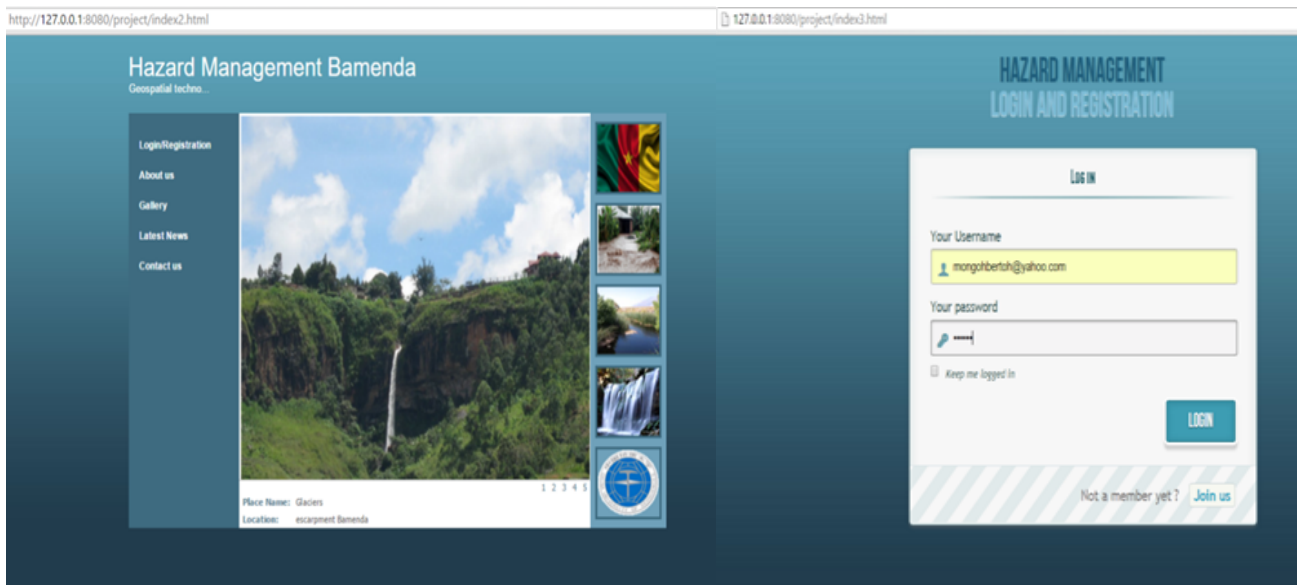 http://127.0.0.1:8080/project/index2.html
Hazard Management Bamenda
Geospatial techno...
Login/Registration
About us
Gallery
Latest News
Contact us
1 2 3 4 5
Place Name: Glaciers
Location: escarpment Bamenda
127.0.0.1:8080/project/index3.html
HAZARD MANAGEMENT
LOGIN AND REGISTRATION
LOG IN
Your Username
mongohbertoh@yahoo.com
Your password
Keep me logged in
LOGIN
Not a member yet ? Join us